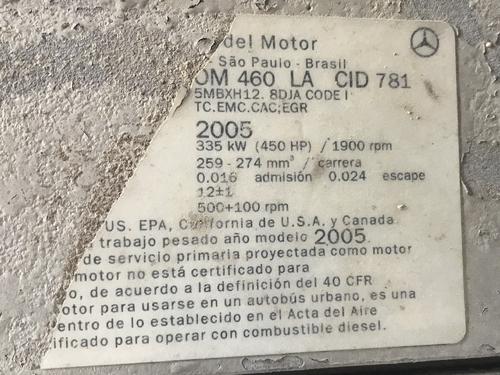 del Motor
- São Paulo - Brasil
OM 460 LA CID 781
5MBXH12.8DJA CODE I
TC.EMC.CAC;EGR
2005
335 kW (450 HP) / 1900 rpm
259 - 274 mm³ / carrera
0.016 admisión 0.024 escape
12±1
500+100 rpm
US. EPA, California de U.S.A. y Canada
trabajo pesado año modelo 2005
de servicio primaria proyectada como motor
motor no está certificado para
o, de acuerdo a la definición del 40 CFR
otor para usarse en un autobús urbano, es una
entro de lo establecido en el Acta del Aire
ificado para operar con combustible diesel.